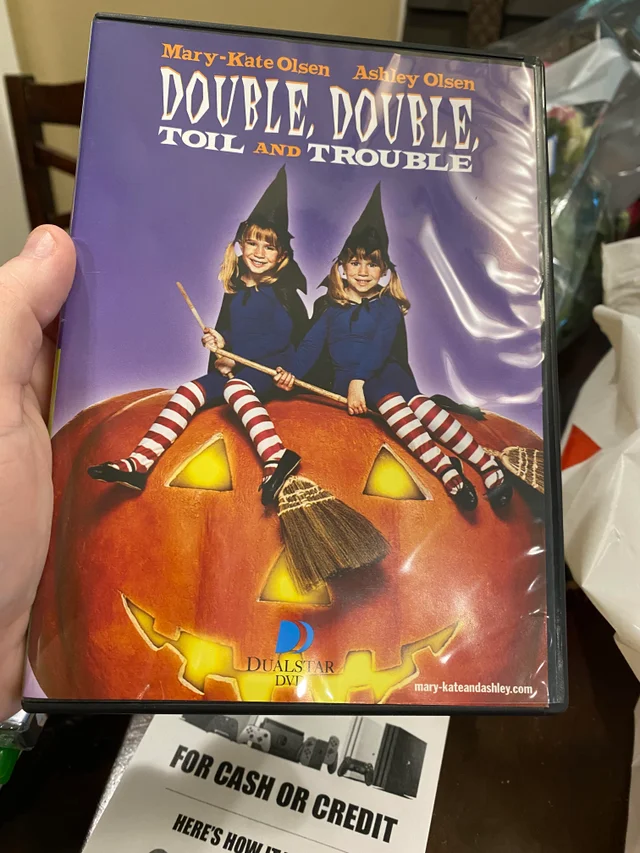 Mary-Kate Olsen Ashley Olsen
DOUBLE, DOUBLE,
TOIL AND TROUBLE
DUALSTAR
DVD
mary-kateandashley.com
FOR CASH OR CREDIT
HERE'S HOW